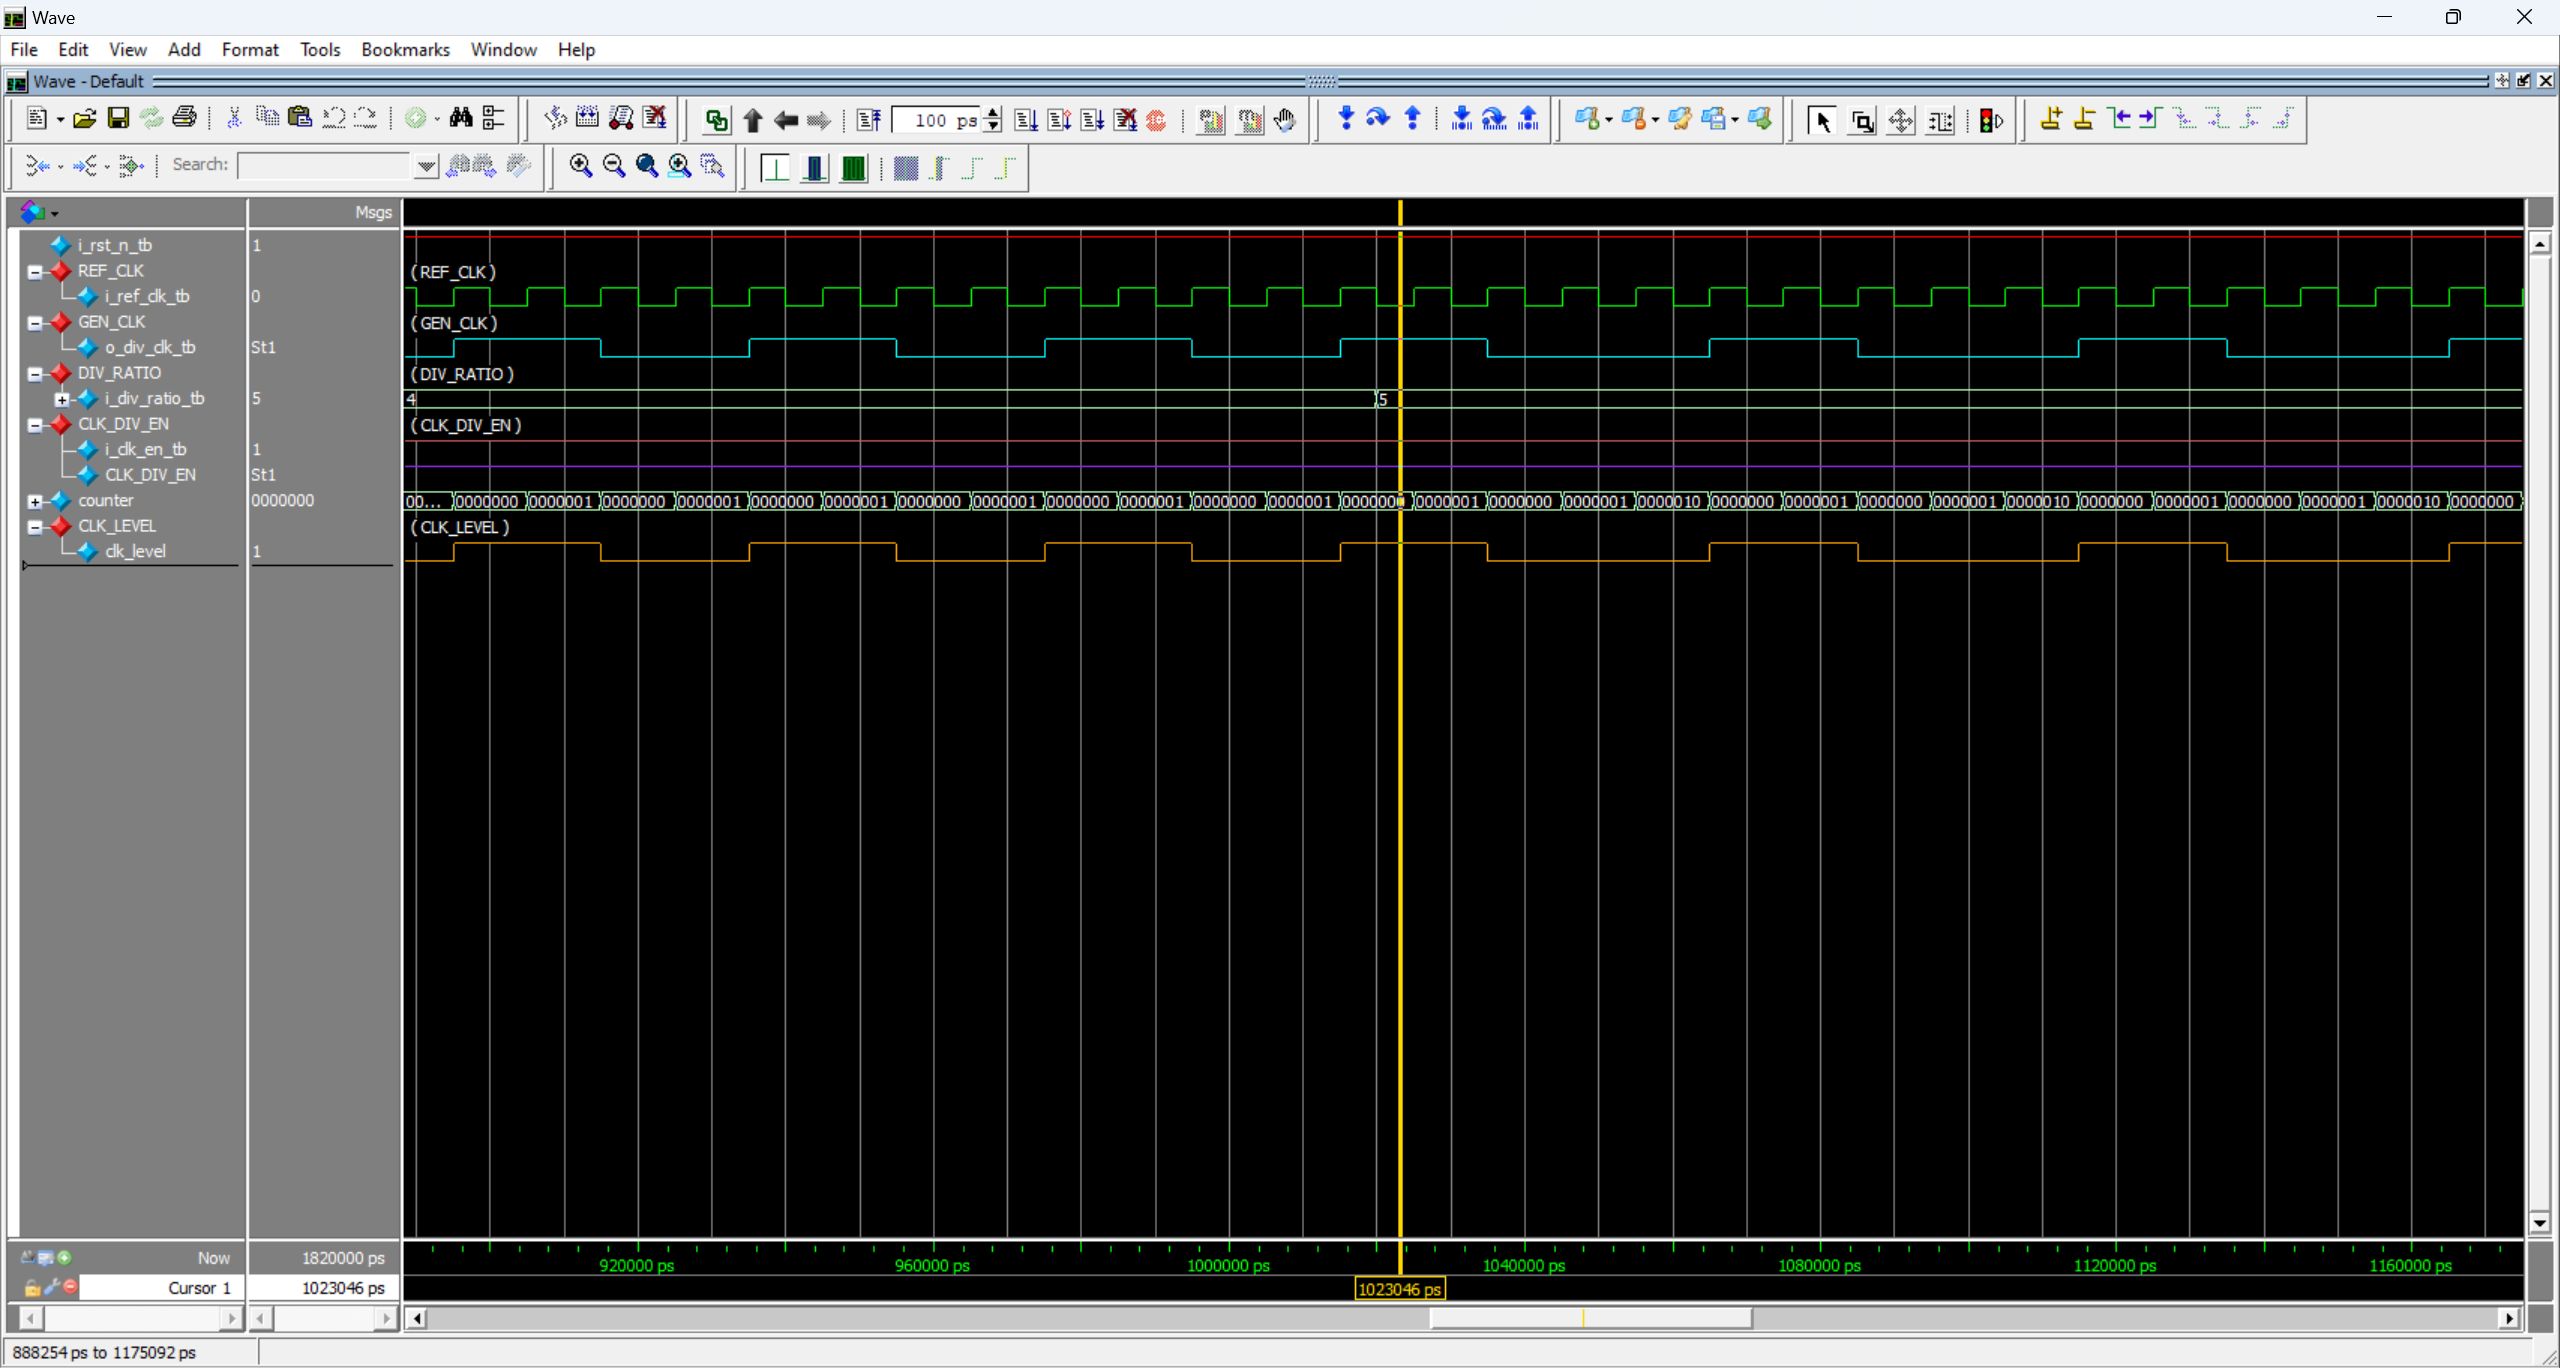 Wave
File Edit View Add Format Tools Bookmarks Window Help
Wave - Default
100 ps
Search:
Msgs
i_rst_n_tb 1
REF_CLK (REF_CLK)
i_ref_clk_tb 0
GEN_CLK (GEN_CLK)
o_div_clk_tb St1
DIV_RATIO (DIV_RATIO)
i_div_ratio_tb 5 4 5
CLK_DIV_EN (CLK_DIV_EN)
i_clk_en_tb 1
CLK_DIV_EN St1
counter 0000000 00... 0000000 0000001 0000000 0000001 0000000 0000001 0000000 0000001 0000000 0000001 0000000 0000001 0000000 0000001 0000000 0000001 0000010 0000000 0000001 0000000 0000001 0000010 0000000 0000001 0000000 0000001 0000010 0000000
CLK_LEVEL (CLK_LEVEL)
clk_level 1
Now 1820000 ps 920000 ps 960000 ps 1000000 ps 1040000 ps 1080000 ps 1120000 ps 1160000 ps
Cursor 1 1023046 ps 1023046 ps
888254 ps to 1175092 ps